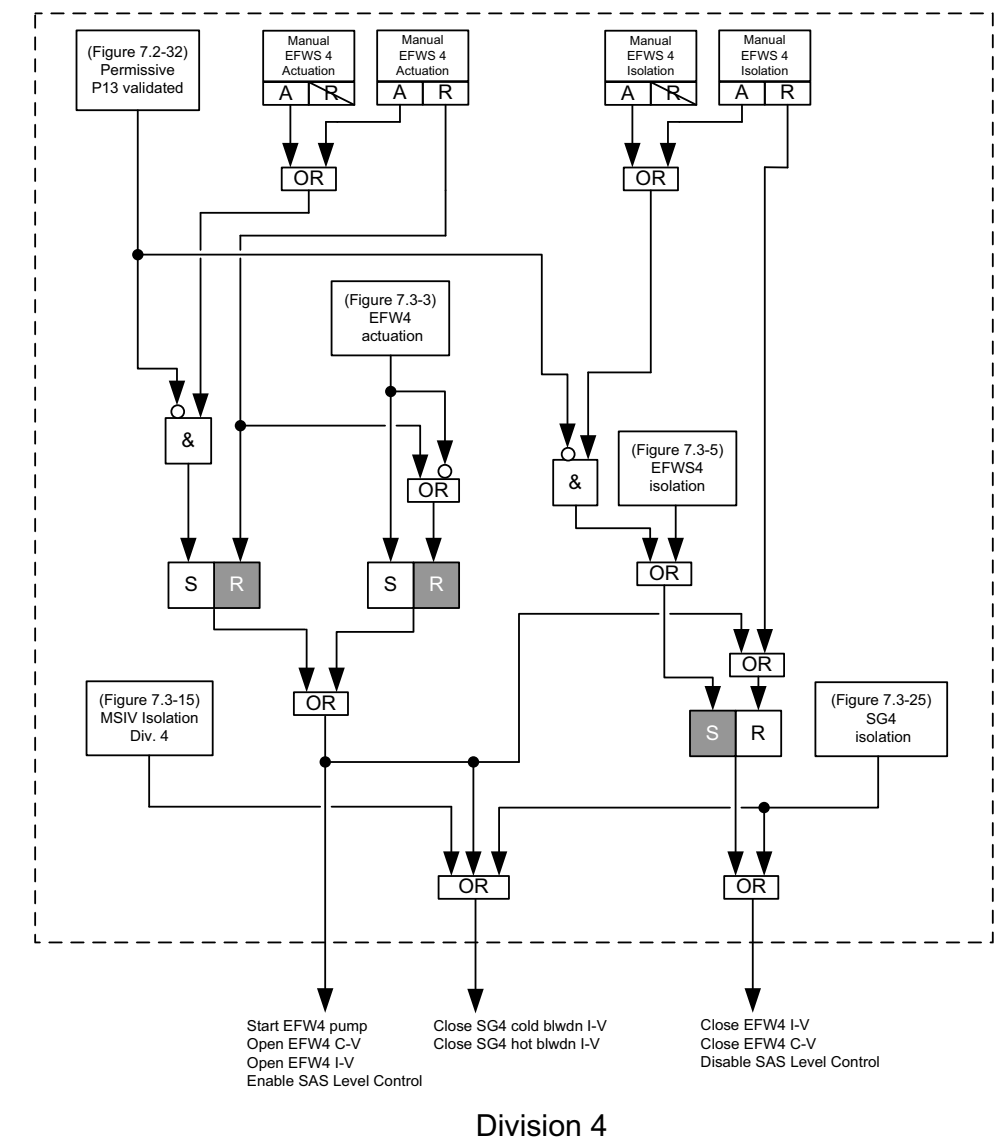 (Figure 7.2-32)
Permissive
P13 validated
Manual
EFWS 4
Actuation
A R
Manual
EFWS 4
Actuation
A R
Manual
EFWS 4
Isolation
A R
Manual
EFWS 4
Isolation
A R
OR
OR
(Figure 7.3-3)
EFW4
actuation
&
OR
&
(Figure 7.3-5)
EFWS4
isolation
S R
S R
OR
OR
OR
(Figure 7.3-15)
MSIV Isolation
Div. 4
S R
(Figure 7.3-25)
SG4
isolation
OR
OR
Start EFW4 pump
Open EFW4 C-V
Open EFW4 I-V
Enable SAS Level Control
Close SG4 cold blwdn I-V
Close SG4 hot blwdn I-V
Close EFW4 I-V
Close EFW4 C-V
Disable SAS Level Control
Division 4